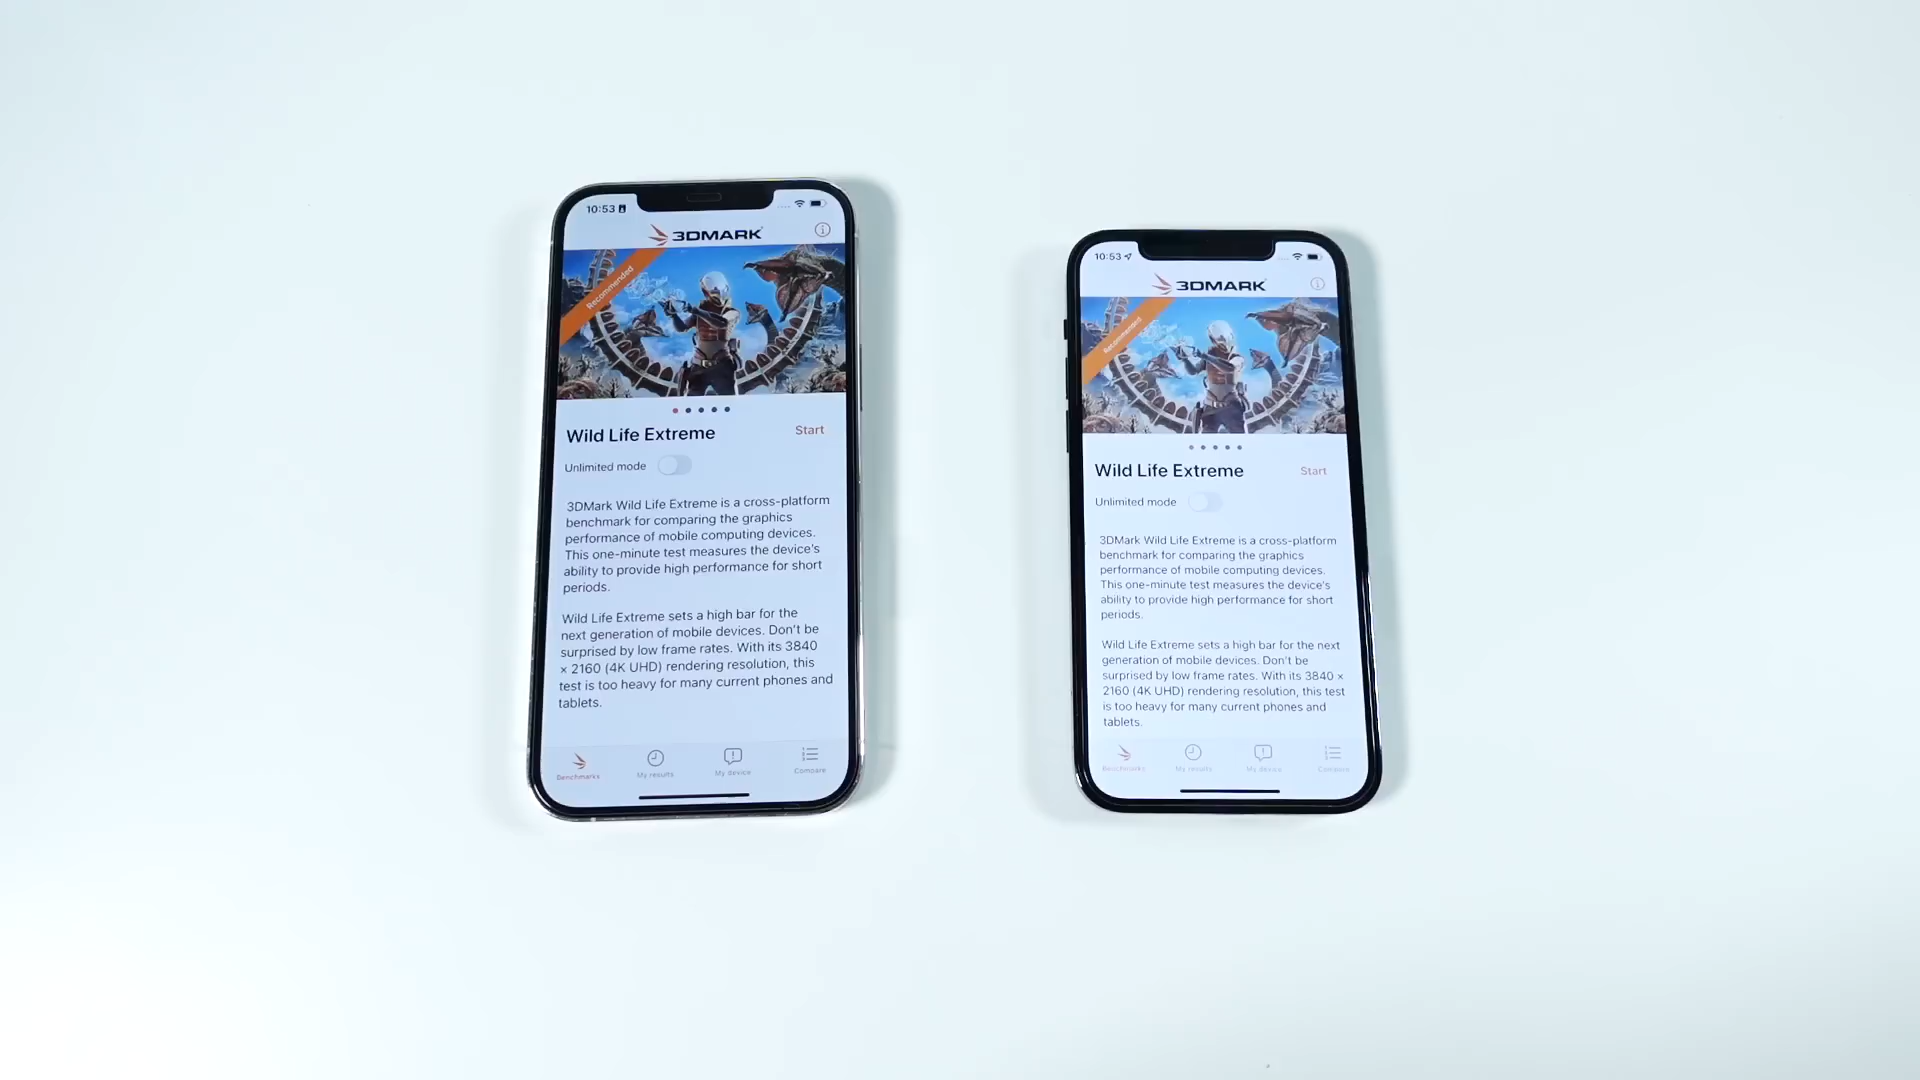 10:53
3DMARK
Recommended
Wild Life Extreme
Start
Unlimited mode
3DMark Wild Life Extreme is a cross-platform
benchmark for comparing the graphics
performance of mobile computing devices.
This one-minute test measures the device's
ability to provide high performance for short
periods.
Wild Life Extreme sets a high bar for the
next generation of mobile devices. Don't be
surprised by low frame rates. With its 3840
× 2160 (4K UHD) rendering resolution, this
test is too heavy for many current phones and
tablets.
Benchmarks
My results
My device
Compare
10:53
3DMARK
Recommended
Wild Life Extreme
Start
Unlimited mode
3DMark Wild Life Extreme is a cross-platform
benchmark for comparing the graphics
performance of mobile computing devices.
This one-minute test measures the device's
ability to provide high performance for short
periods.
Wild Life Extreme sets a high bar for the next
generation of mobile devices. Don't be
surprised by low frame rates. With its 3840 ×
2160 (4K UHD) rendering resolution, this test
is too heavy for many current phones and
tablets.
Benchmarks
My results
My device
Compare